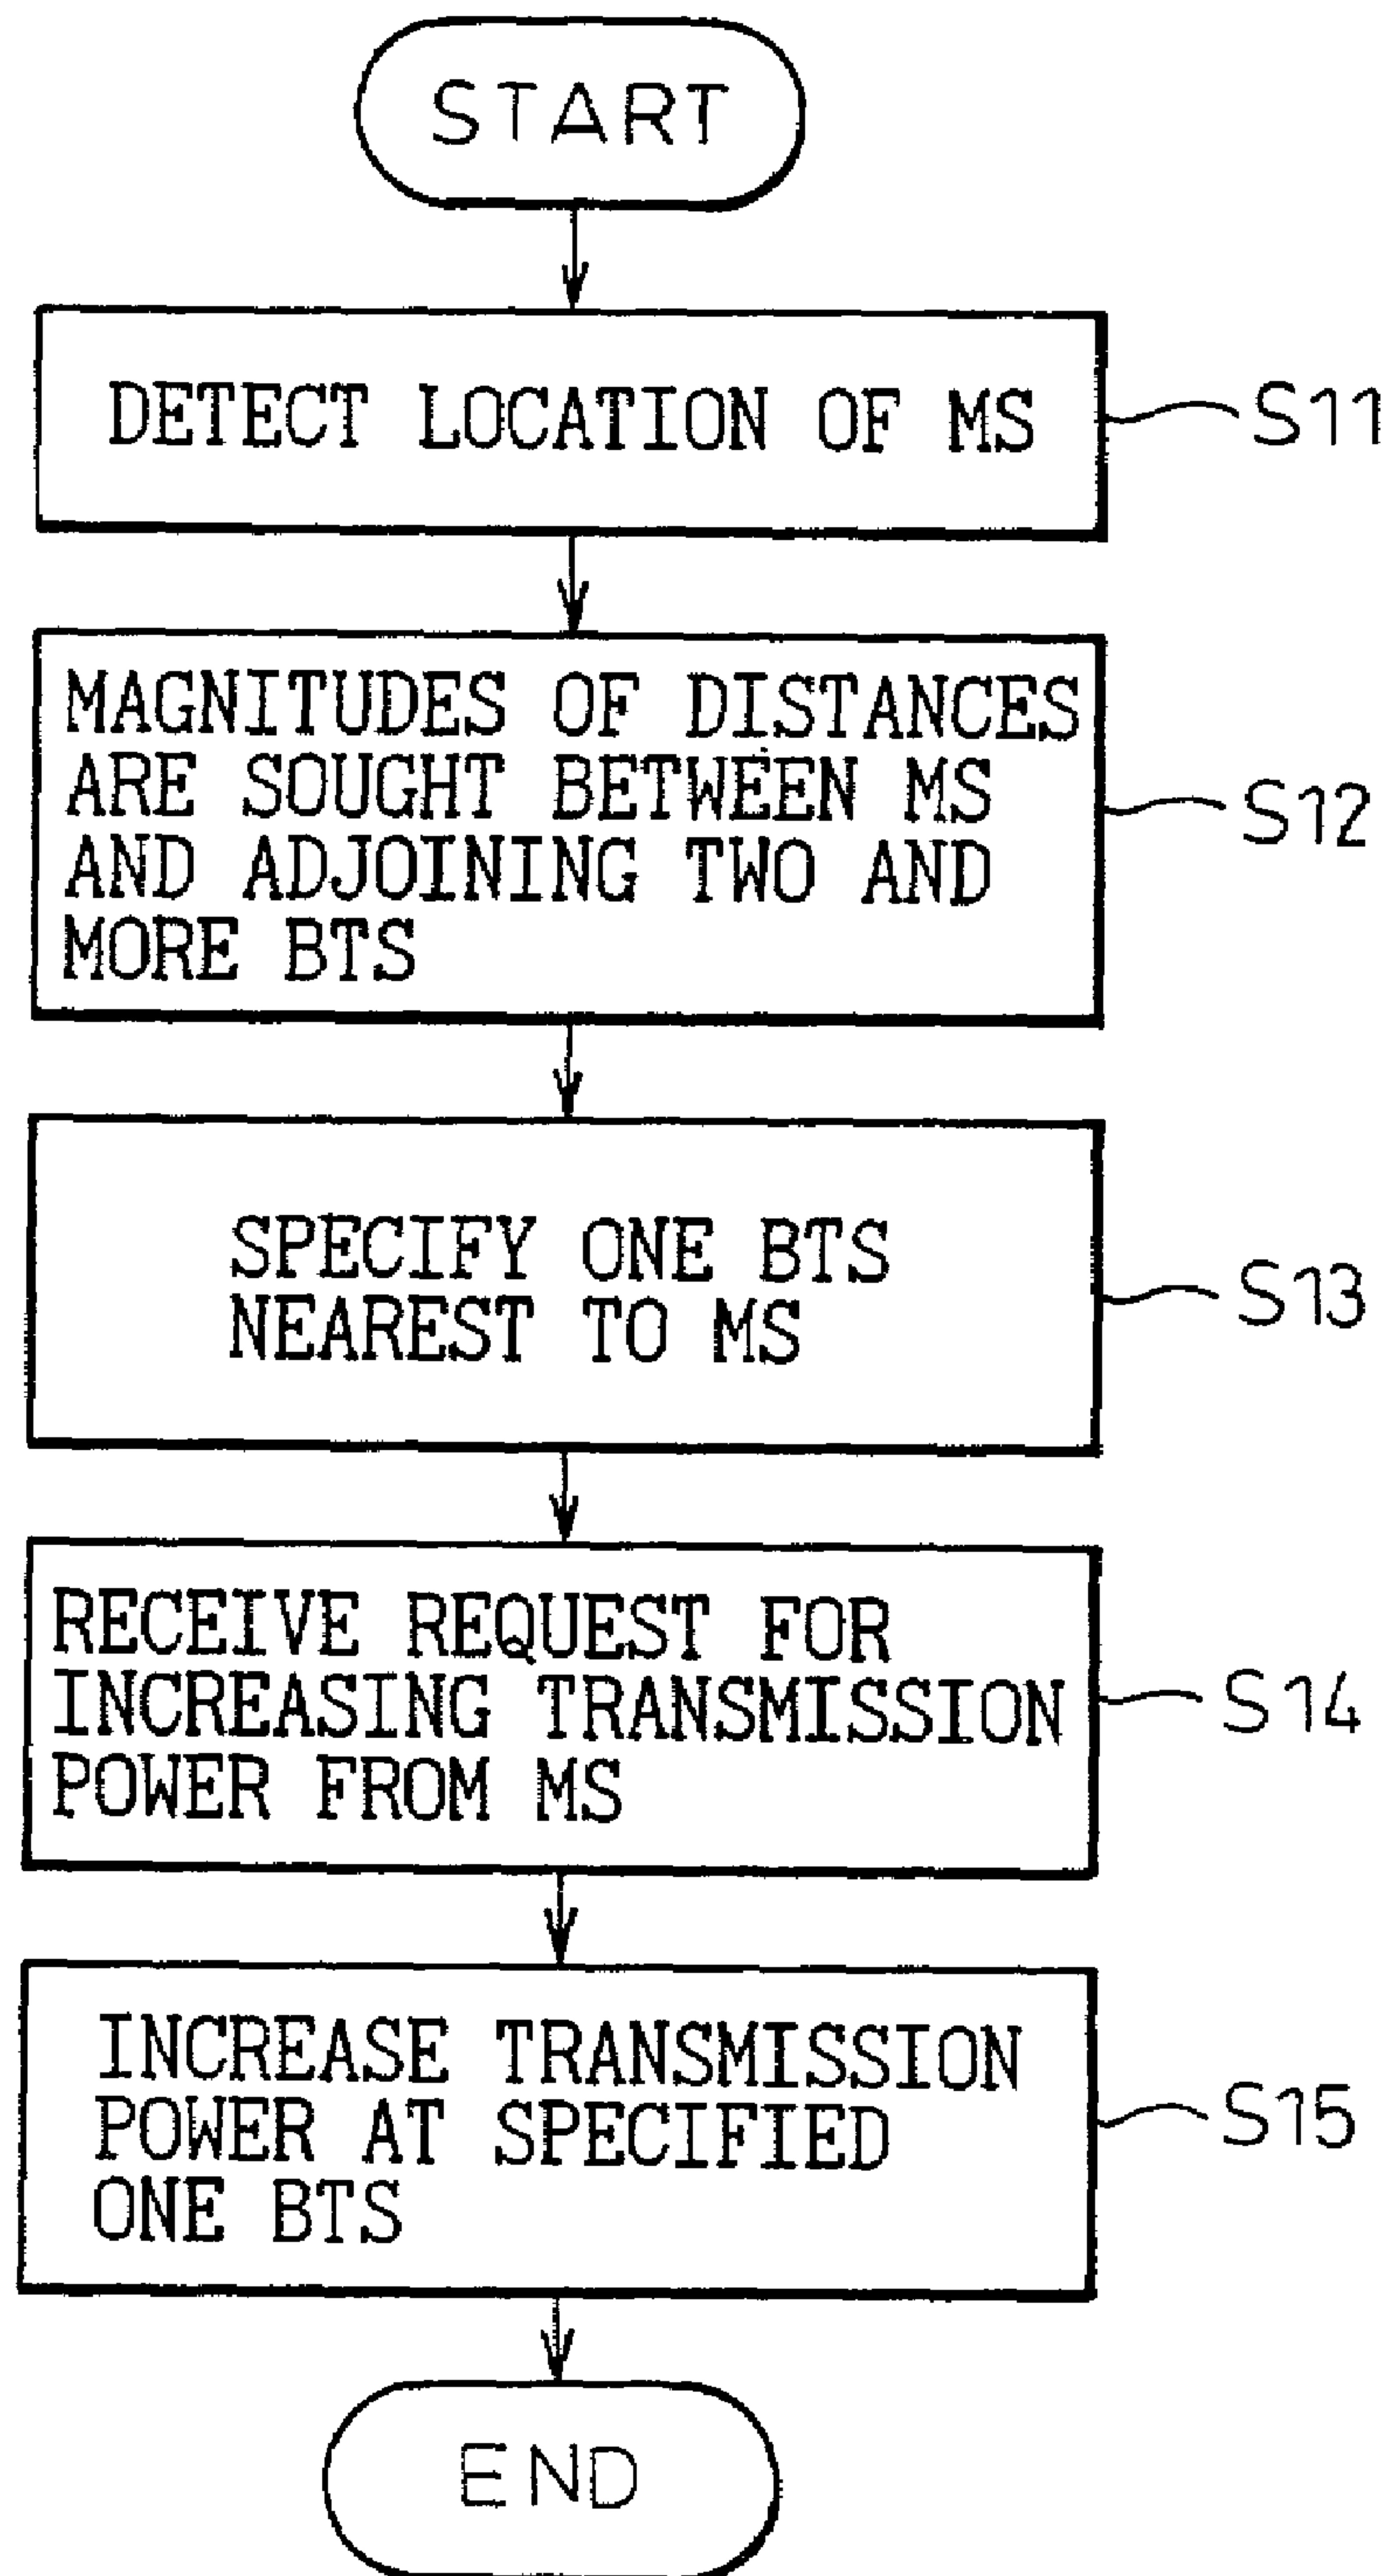 START
DETECT LOCATION OF MS
S11
MAGNITUDES OF DISTANCES
ARE SOUGHT BETWEEN MS
AND ADJOINING TWO AND
MORE BTS
S12
SPECIFY ONE BTS
NEAREST TO MS
S13
RECEIVE REQUEST FOR
INCREASING TRANSMISSION
POWER FROM MS
S14
INCREASE TRANSMISSION
POWER AT SPECIFIED
ONE BTS
S15
END